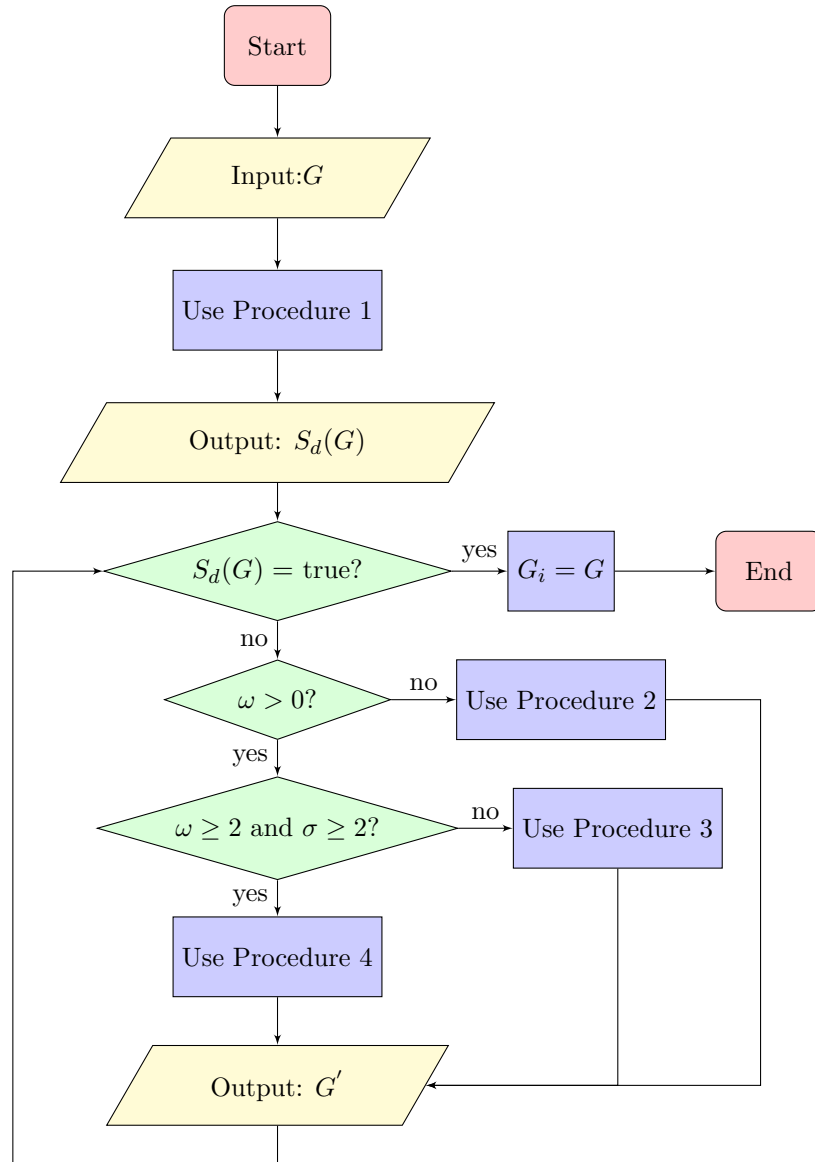 Start
Input:G
Use Procedure 1
Output: S_d(G)
S_d(G) = true?
yes
G_i = G
End
no
ω > 0?
no
Use Procedure 2
yes
ω ≥ 2 and σ ≥ 2?
no
Use Procedure 3
yes
Use Procedure 4
Output: G′